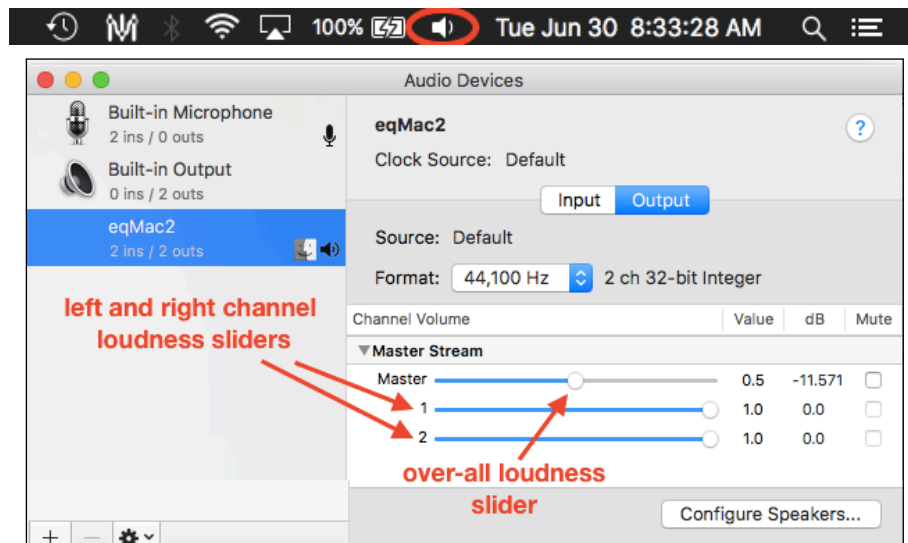 100% Tue Jun 30 8:33:28 AM
Audio Devices
Built-in Microphone
2 ins / 0 outs
Built-in Output
0 ins / 2 outs
eqMac2
2 ins / 2 outs
left and right channel
loudness sliders
eqMac2
?
Clock Source: Default
Input Output
Source: Default
Format: 44,100 Hz 2 ch 32-bit Integer
Channel Volume Value dB Mute
Master Stream
Master 0.5 -11.571
1 1.0 0.0
2 1.0 0.0
over-all loudness
slider
Configure Speakers...